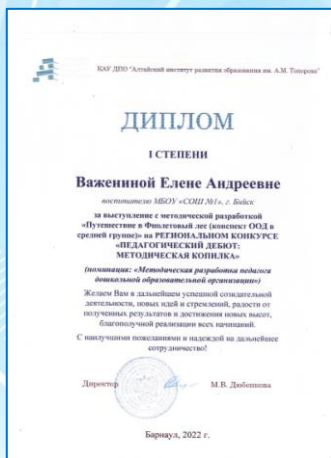 КАУ ДПО "Алтайский институт развития образования им. А.М. Топорова"
ДИПЛОМ
I СТЕПЕНИ
Важениной Елене Андреевне
воспитателю МБОУ «СОШ №1», г. Бийск
за выступление с методической разработкой
«Путешествие в Фиолетовый лес (конспект ООД в
средней группе)» на РЕГИОНАЛЬНОМ КОНКУРСЕ
«ПЕДАГОГИЧЕСКИЙ ДЕБЮТ:
МЕТОДИЧЕСКАЯ КОПИЛКА»
(номинация: «Методическая разработка педагога
дошкольной образовательной организации»)
Желаем Вам в дальнейшем успешной созидательной
деятельности, новых идей и стремлений, радости от
полученных результатов и достижения новых высот,
благополучной реализации всех начинаний.
С наилучшими пожеланиями и надеждой на дальнейшее
сотрудничество!
Директор М.В. Дюбенкова
Барнаул, 2022 г.